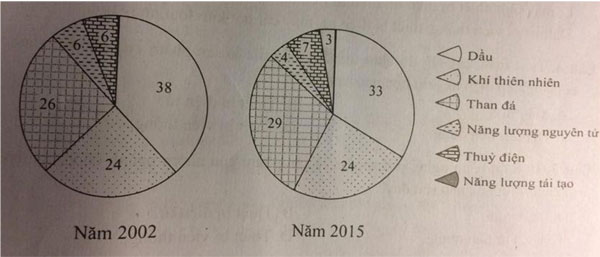 6
6
38
26
24
Năm 2002
3
7
4
33
29
24
Năm 2015
Dầu
Khí thiên nhiên
Than đá
Năng lượng nguyên tử
Thuỷ điện
Năng lượng tái tạo